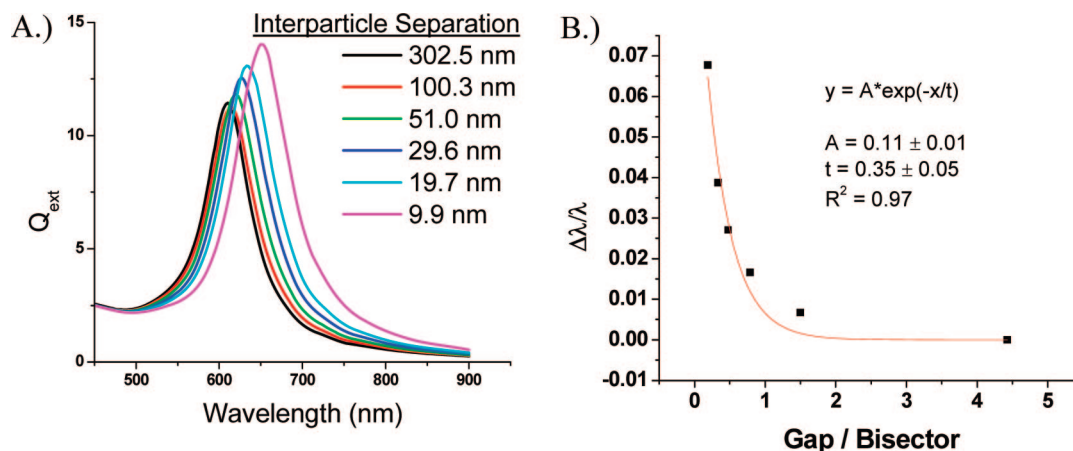 A.)
15
10
5
0
Q_ext
500
600
700
800
900
Wavelength (nm)
Interparticle Separation
302.5 nm
100.3 nm
51.0 nm
29.6 nm
19.7 nm
9.9 nm
B.)
0.07
0.06
0.05
0.04
0.03
0.02
0.01
0.00
-0.01
Δλ/λ
0
1
2
3
4
5
Gap / Bisector
y = A*exp(-x/t)
A = 0.11 ± 0.01
t = 0.35 ± 0.05
R² = 0.97